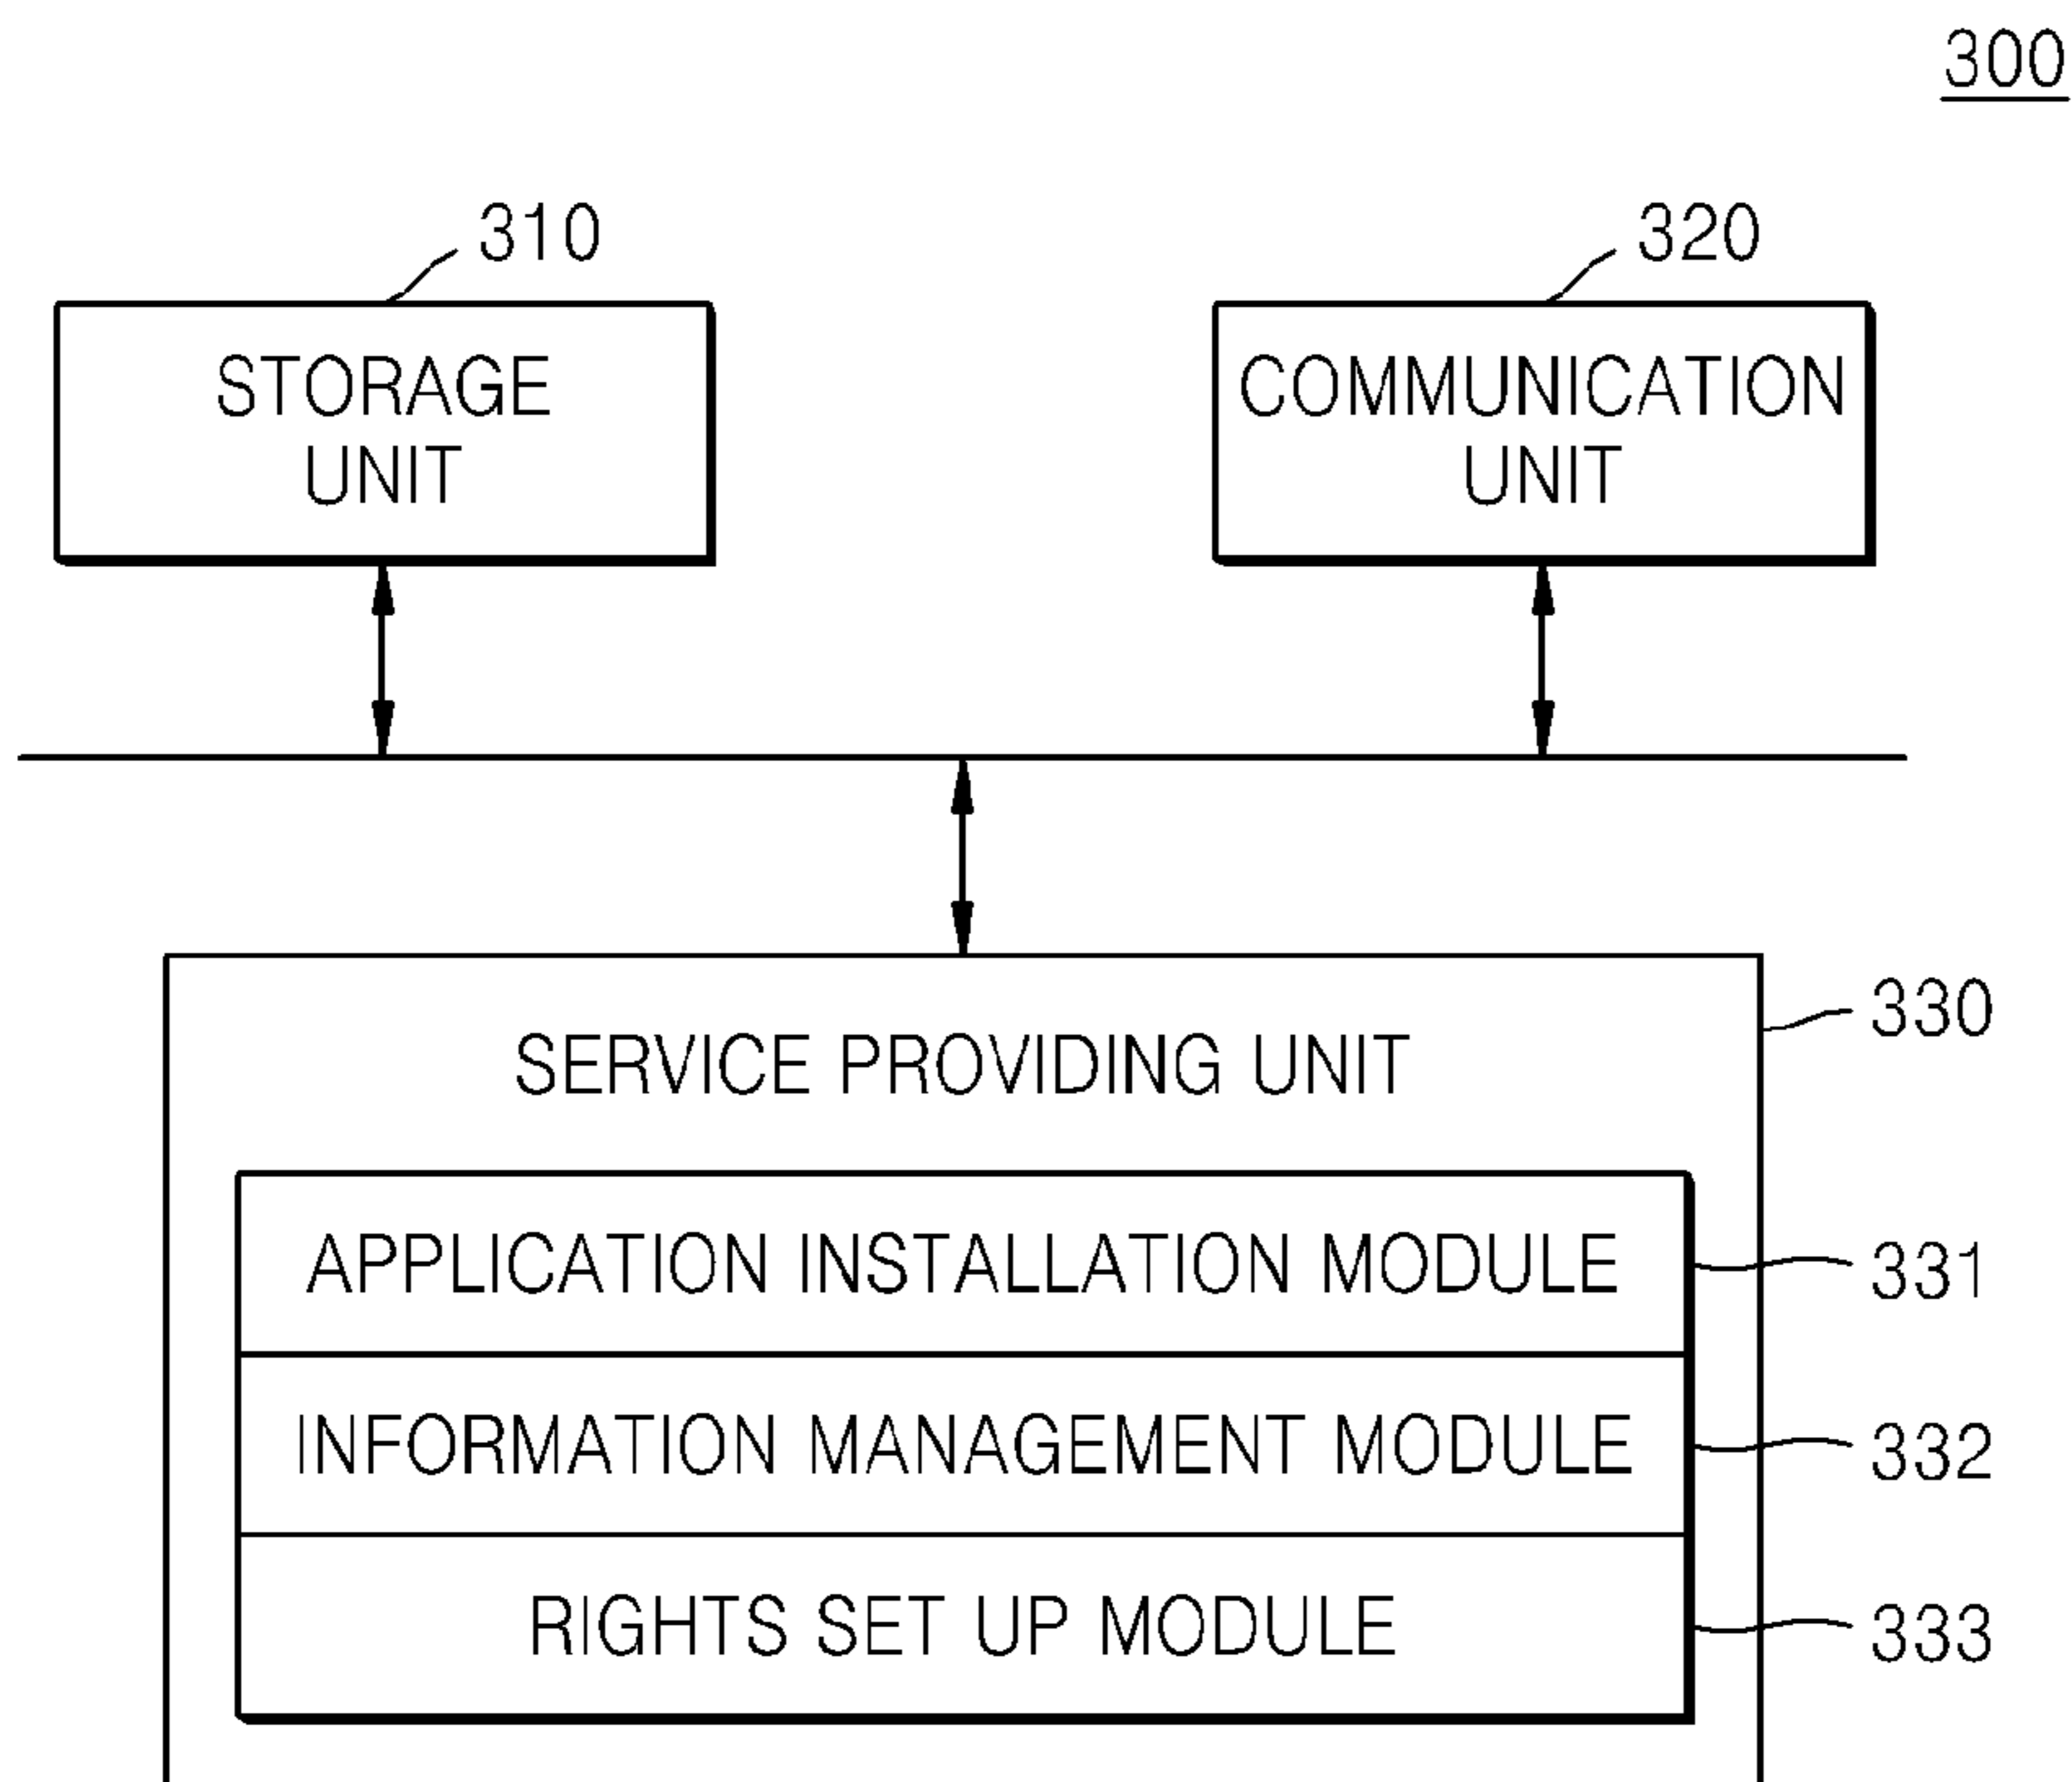 300
310
320
STORAGE
UNIT
COMMUNICATION
UNIT
330
SERVICE PROVIDING UNIT
APPLICATION INSTALLATION MODULE
331
INFORMATION MANAGEMENT MODULE
332
RIGHTS SET UP MODULE
333